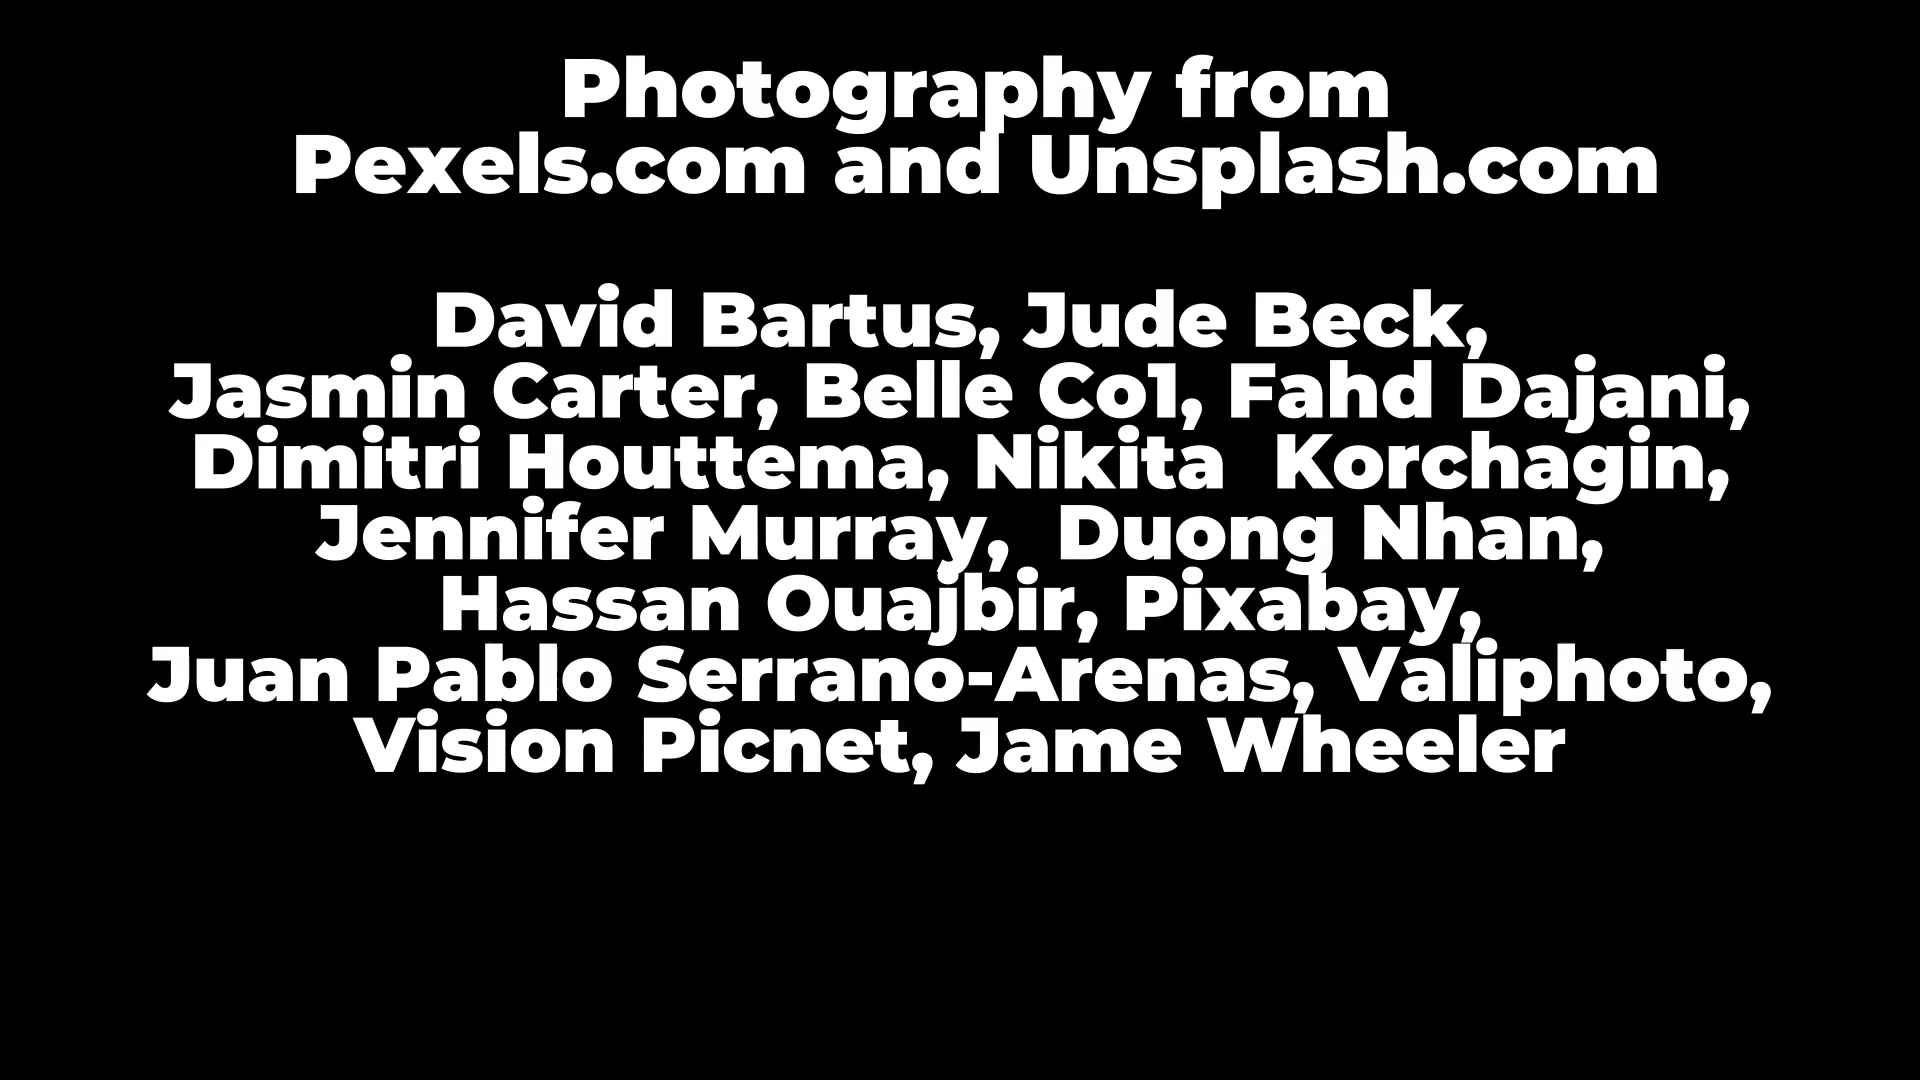 Photography from
Pexels.com and Unsplash.com
David Bartus, Jude Beck,
Jasmin Carter, Belle Co1, Fahd Dajani,
Dimitri Houttema, Nikita  Korchagin,
Jennifer Murray,  Duong Nhan,
Hassan Ouajbir, Pixabay,
Juan Pablo Serrano-Arenas, Valiphoto,
Vision Picnet, Jame Wheeler